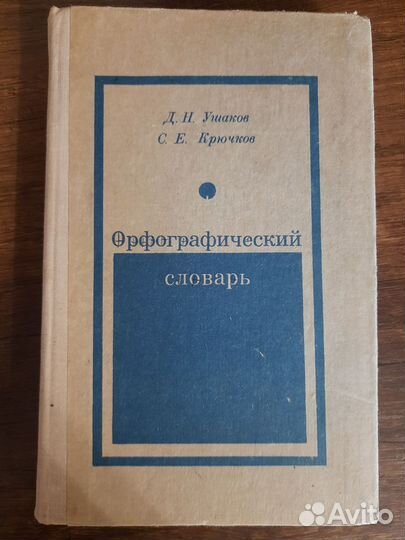 Д. Н. Ушаков
С. Е. Крючков
Орфографический
словарь
Avito